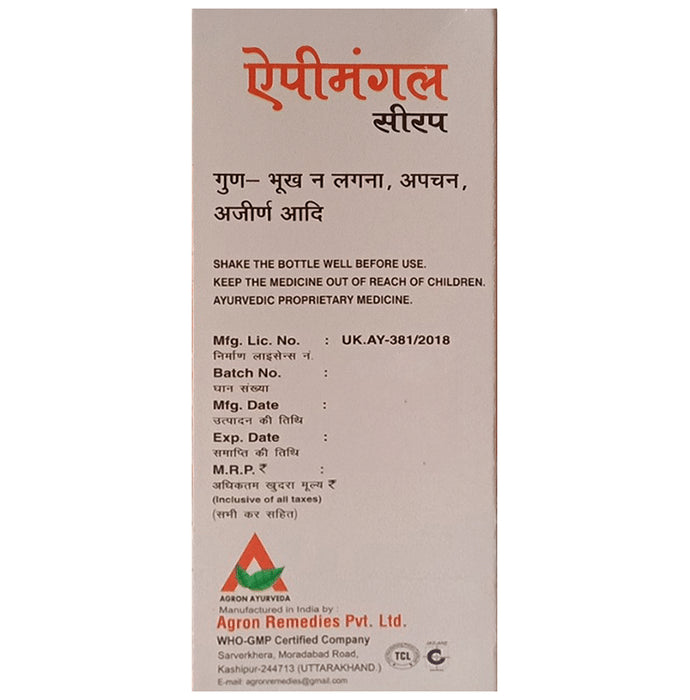 ऐपीमंगल
सीरप
गुण– भूख न लगना, अपचन,
अजीर्ण आदि
SHAKE THE BOTTLE WELL BEFORE USE.
KEEP THE MEDICINE OUT OF REACH OF CHILDREN.
AYURVEDIC PROPRIETARY MEDICINE.
Mfg. Lic. No. : UK.AY-381/2018
निर्माण लाइसेन्स नं.
Batch No. :
घान संख्या
Mfg. Date :
उत्पादन की तिथि
Exp. Date :
समाप्ति की तिथि
M.R.P. ₹ :
अधिकतम खुदरा मूल्य ₹
(Inclusive of all taxes)
(सभी कर सहित)
AGRON AYURVEDA
Manufactured in India by :
Agron Remedies Pvt. Ltd.
WHO-GMP Certified Company
Sarverkhera, Moradabad Road,
Kashipur-244713 (UTTARAKHAND.)
E-mail: agronremedies@gmail.com
TCL